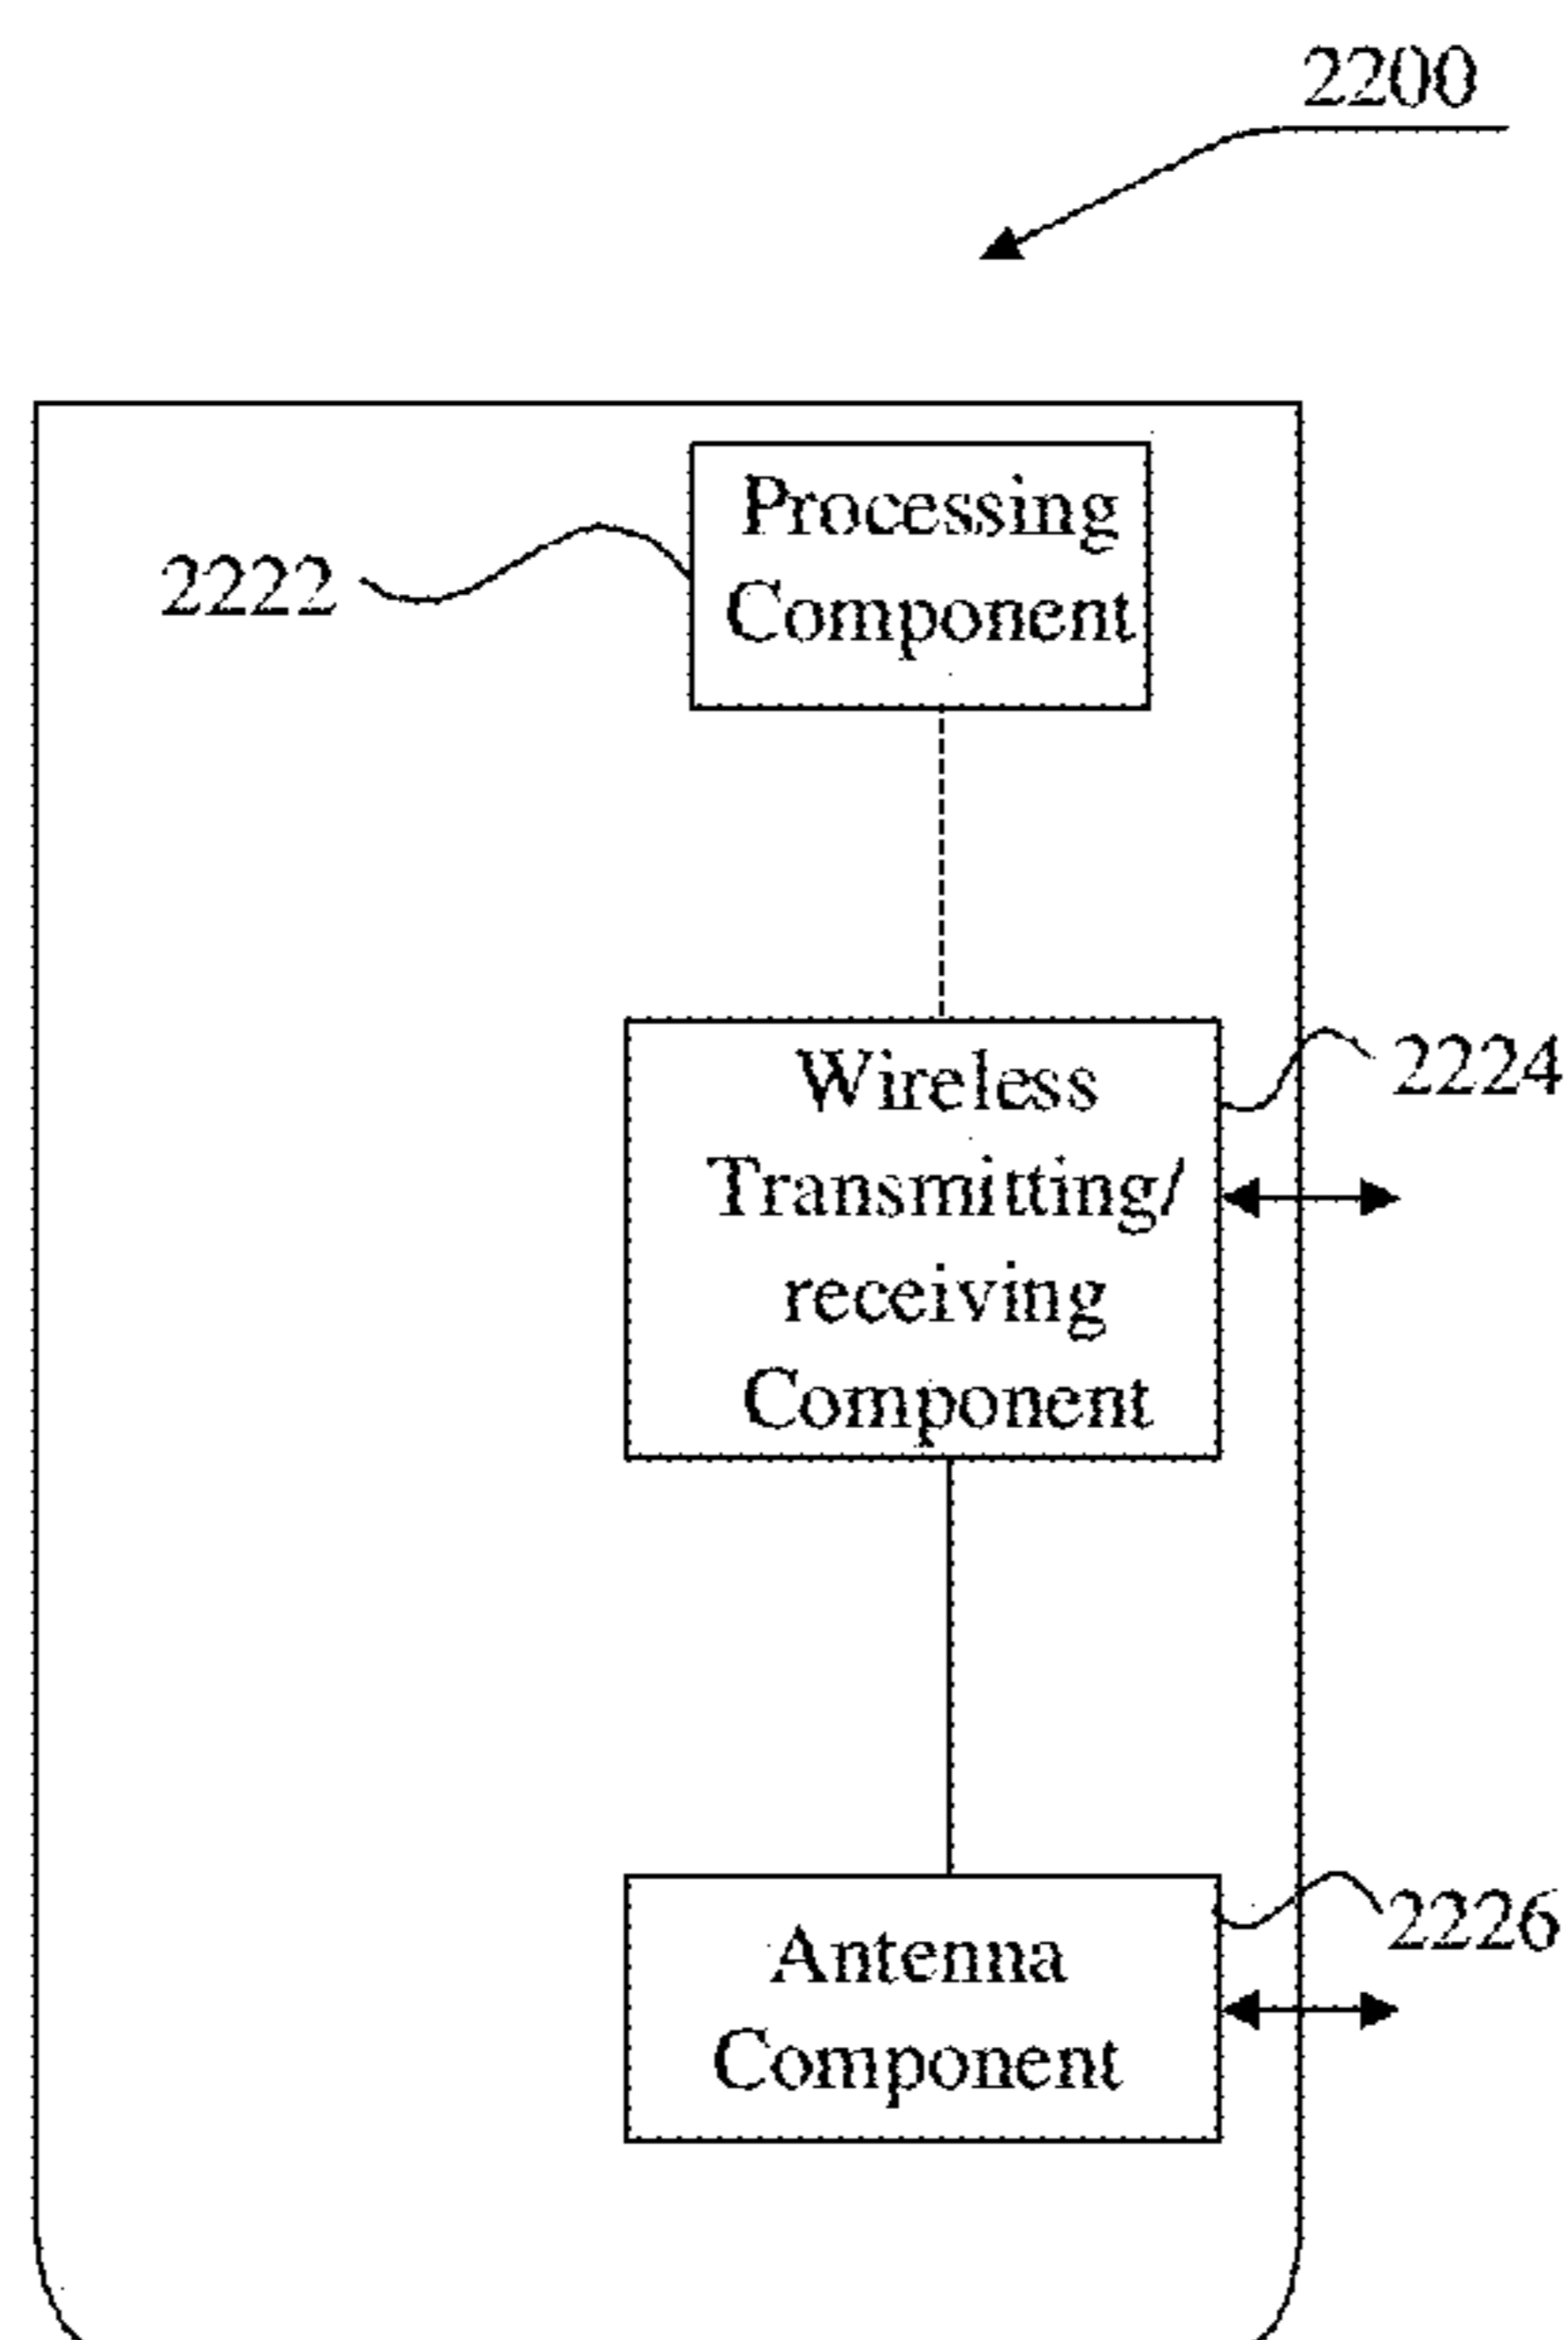 2200
Processing
Component
2222
Wireless
Transmitting/
receiving
Component
2224
Antenna
Component
2226